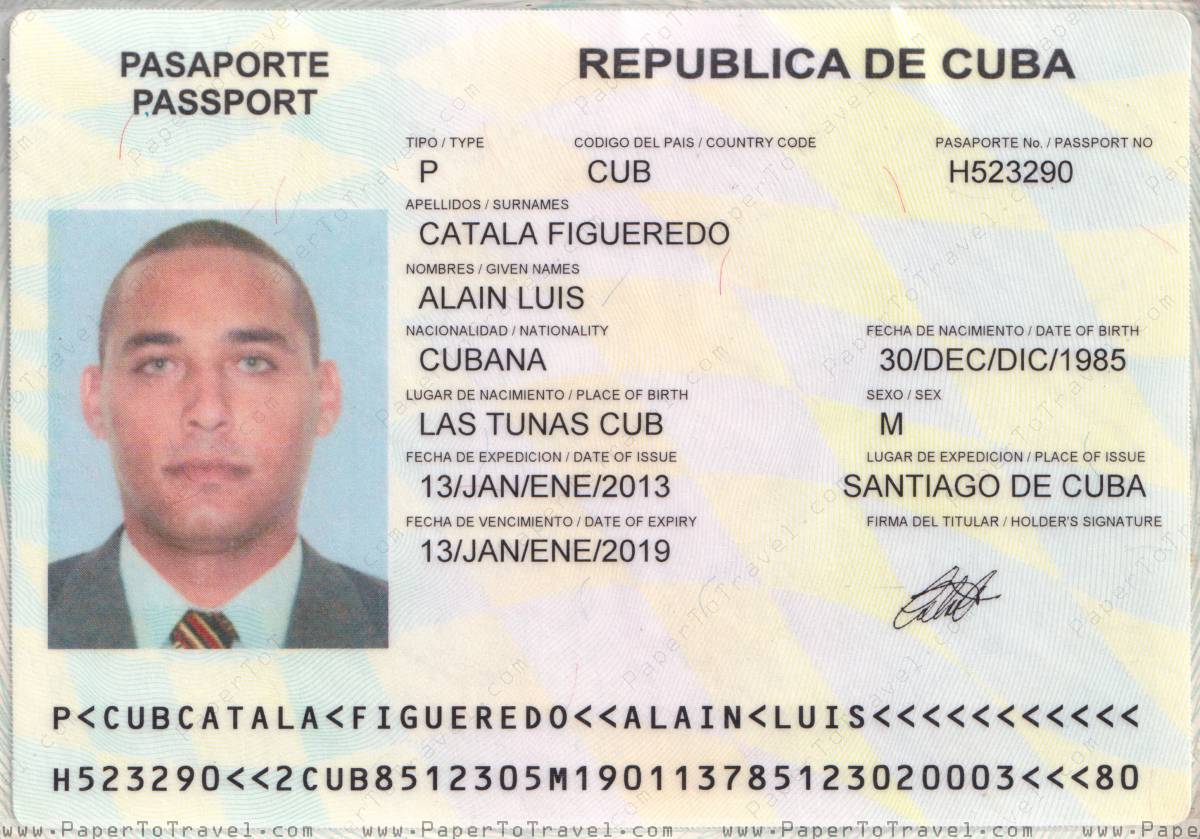 PASAPORTE
PASSPORT
REPUBLICA DE CUBA
TIPO / TYPE CODIGO DEL PAIS / COUNTRY CODE PASAPORTE No. / PASSPORT NO
P CUB H523290
APELLIDOS / SURNAMES
CATALA FIGUEREDO
NOMBRES / GIVEN NAMES
ALAIN LUIS
NACIONALIDAD / NATIONALITY FECHA DE NACIMIENTO / DATE OF BIRTH
CUBANA 30/DEC/DIC/1985
LUGAR DE NACIMIENTO / PLACE OF BIRTH SEXO / SEX
LAS TUNAS CUB M
FECHA DE EXPEDICION / DATE OF ISSUE LUGAR DE EXPEDICION / PLACE OF ISSUE
13/JAN/ENE/2013 SANTIAGO DE CUBA
FECHA DE VENCIMIENTO / DATE OF EXPIRY FIRMA DEL TITULAR / HOLDER'S SIGNATURE
13/JAN/ENE/2019
P<CUBCATALA<FIGUEREDO<<ALAIN<LUIS<<<<<<<<<<<
H523290<<2CUB8512305M190113785123020003<<<80
www.PaperToTravel.com www.PaperToTravel.com www.PaperToTravel.com www.PaperToTravel.com